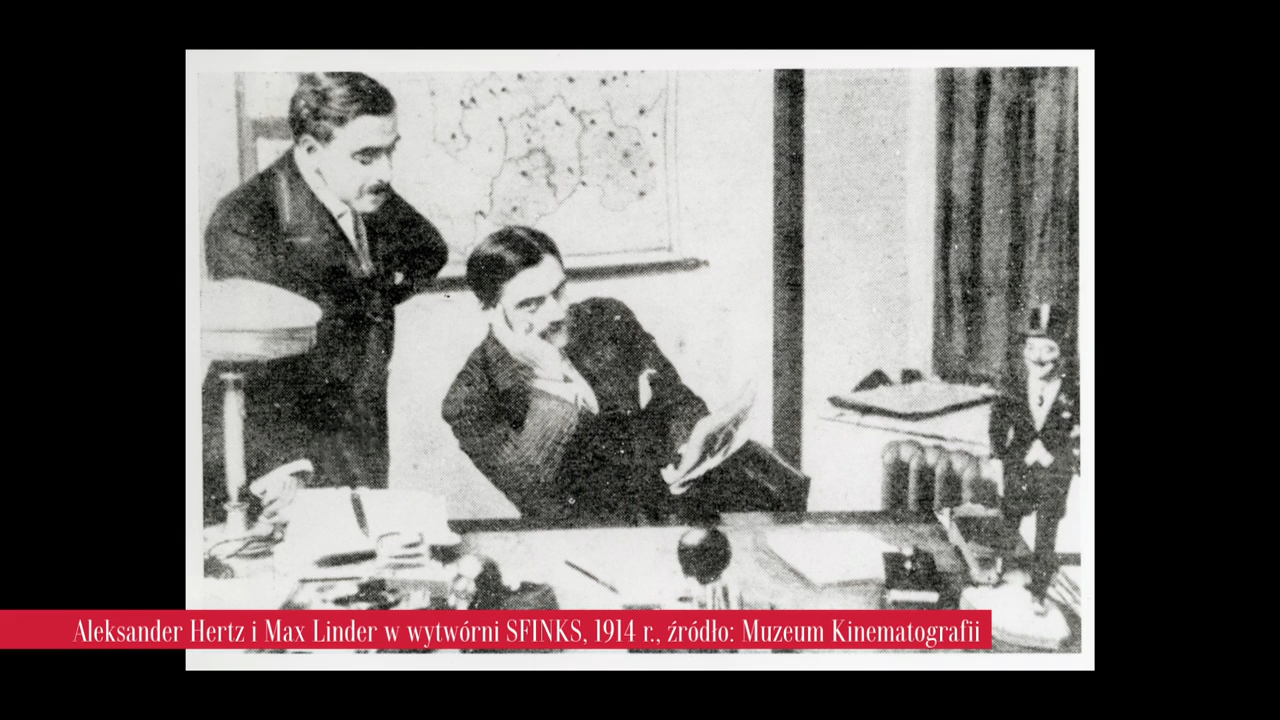 Aleksander Hertz i Max Linder w wytwórni SFINKS, 1914 r., źródło: Muzeum Kinematografii